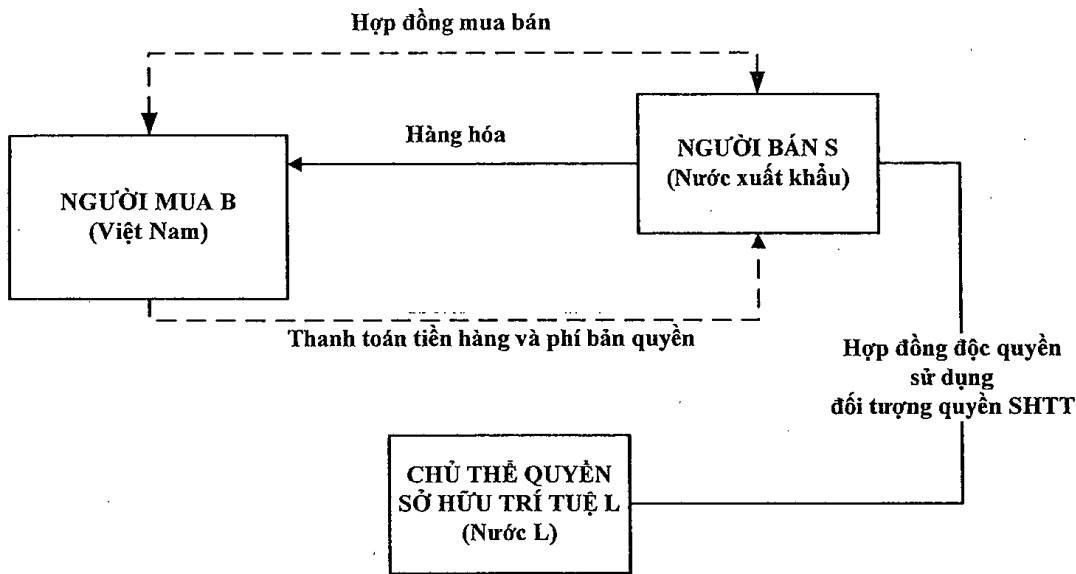 Hợp đồng mua bán
Hàng hóa
NGƯỜI BÁN S
(Nước xuất khẩu)
NGƯỜI MUA B
(Việt Nam)
Thanh toán tiền hàng và phí bản quyền
Hợp đồng độc quyền
sử dụng
đối tượng quyền SHTT
CHỦ THỂ QUYỀN
SỞ HỮU TRÍ TUỆ L
(Nước L)